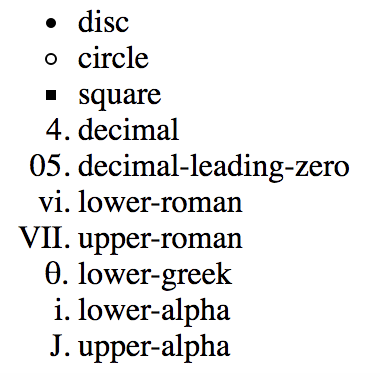 • disc
◦ circle
▪ square
4. decimal
05. decimal-leading-zero
vi. lower-roman
VII. upper-roman
θ. lower-greek
i. lower-alpha
J. upper-alpha